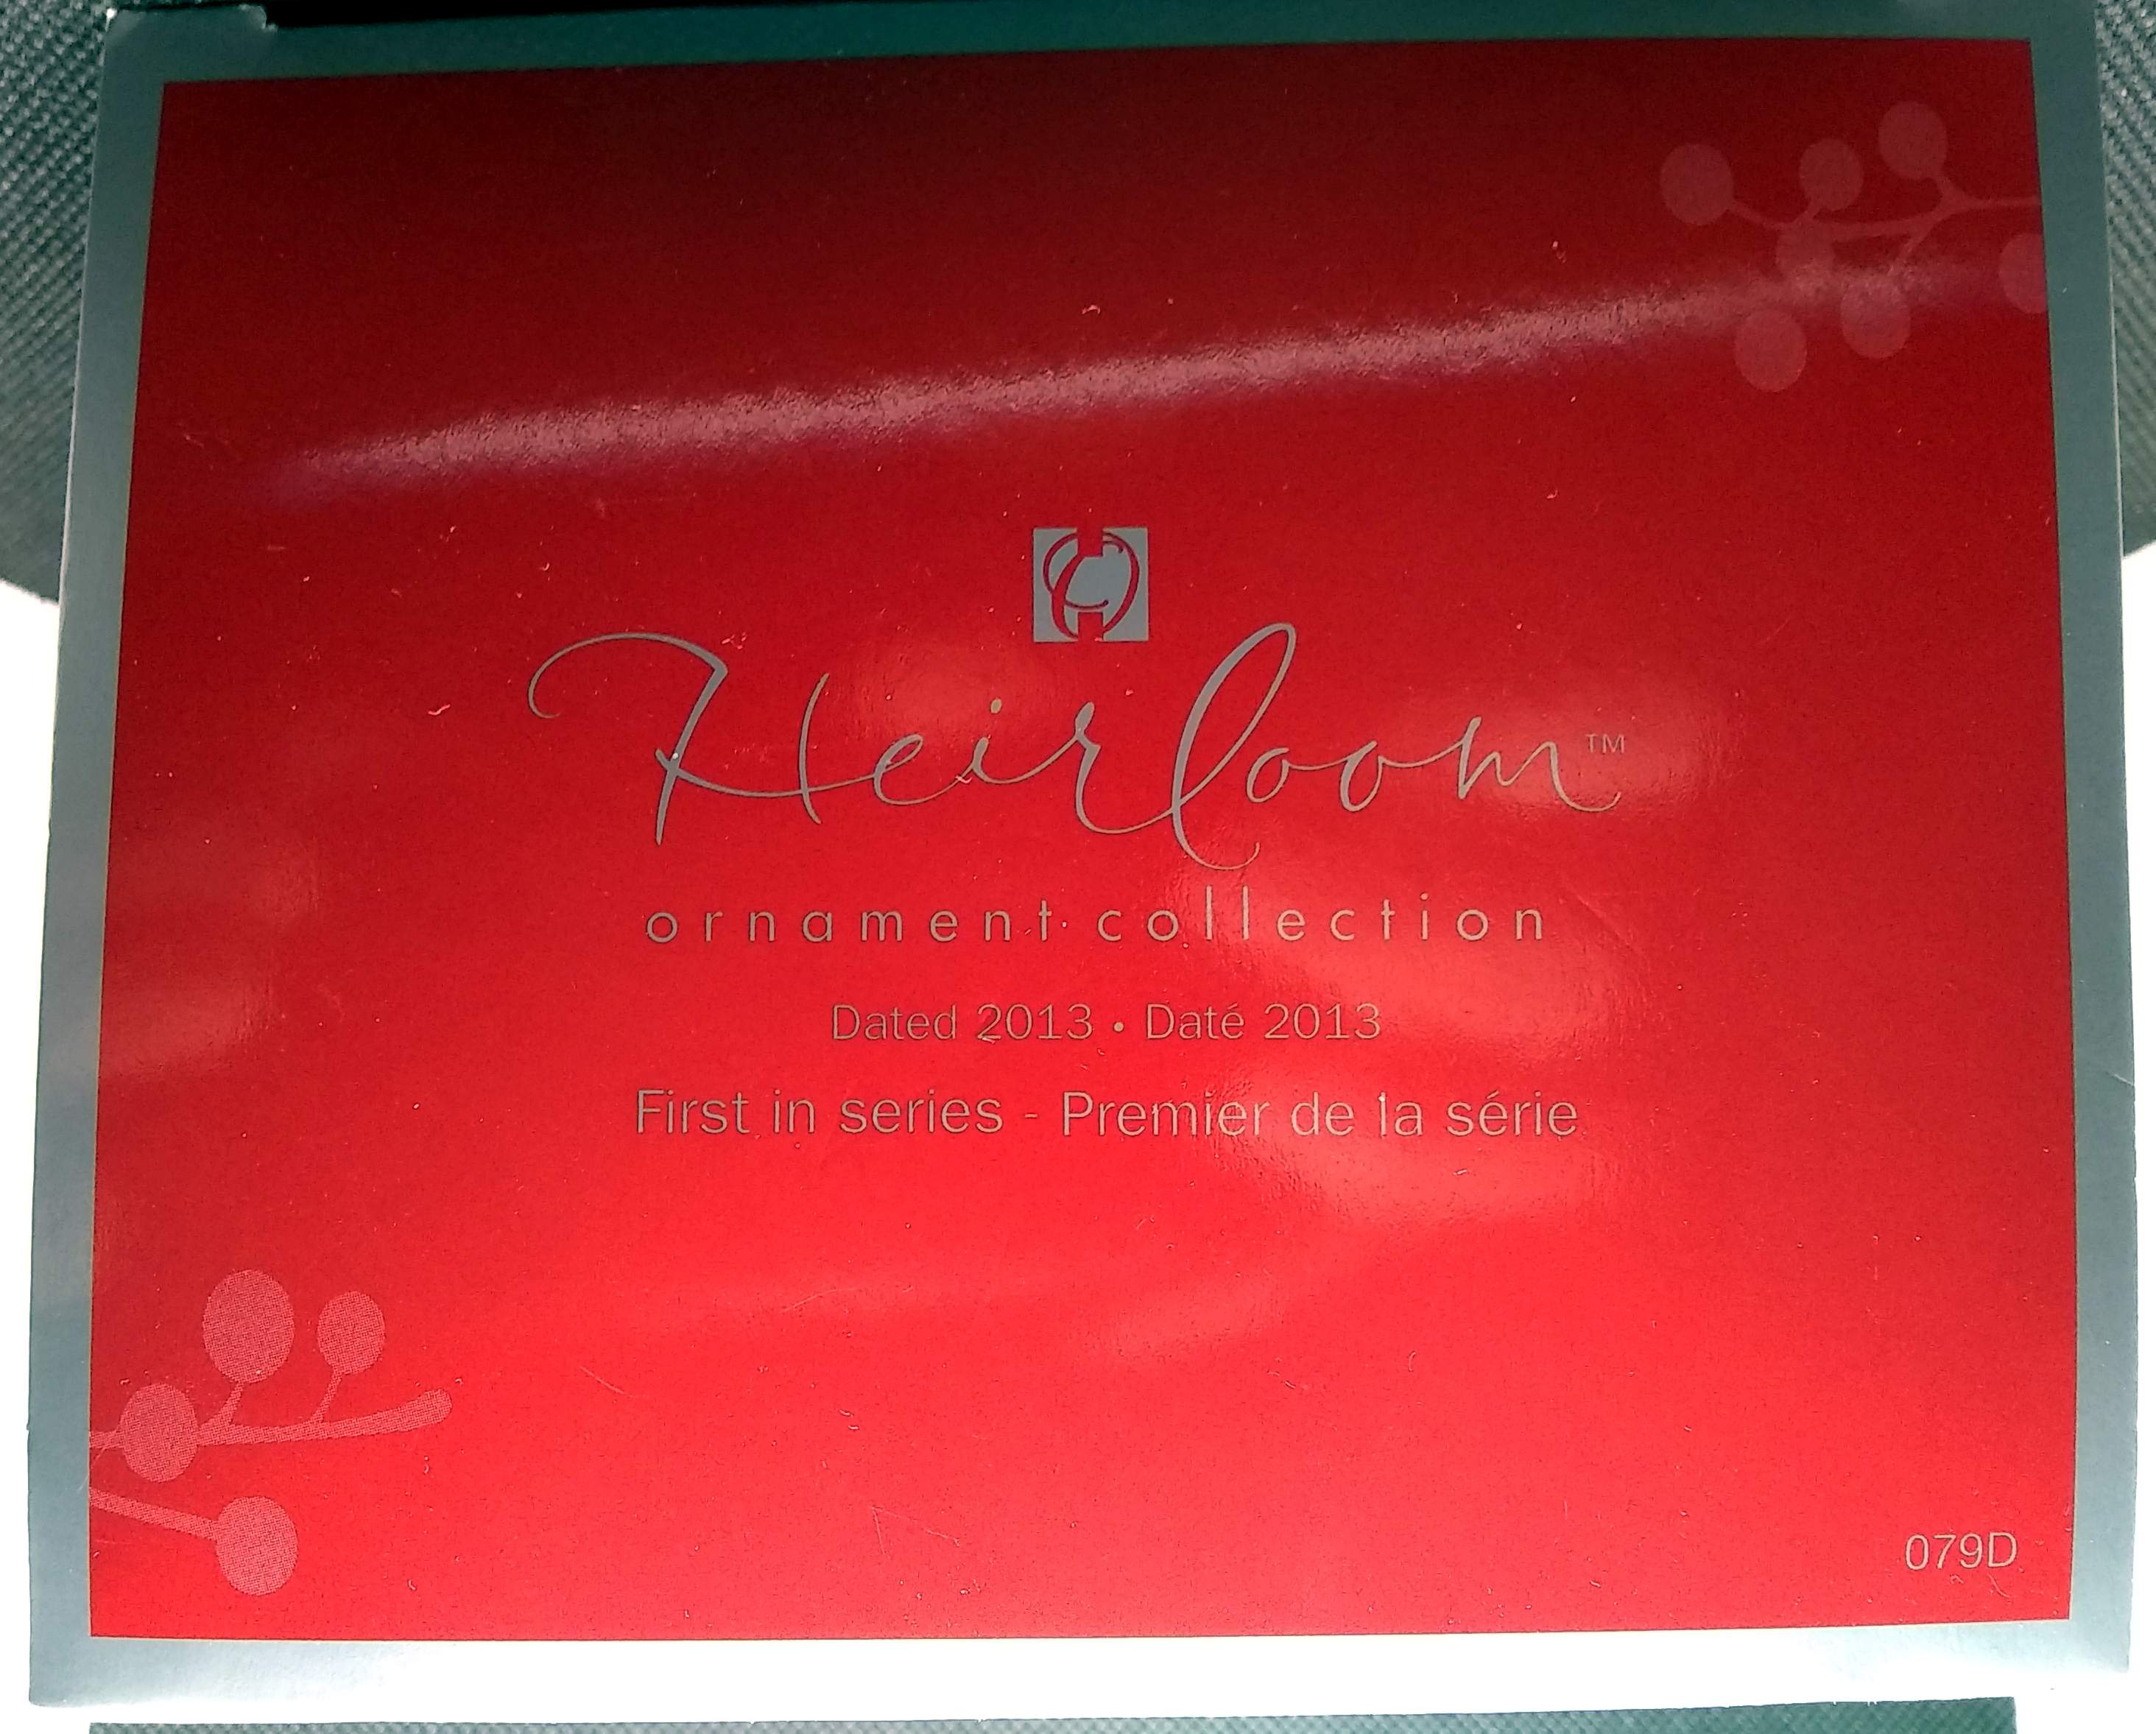 Heirloom™
ornament collection
Dated 2013 • Daté 2013
First in series - Premier de la série
079D